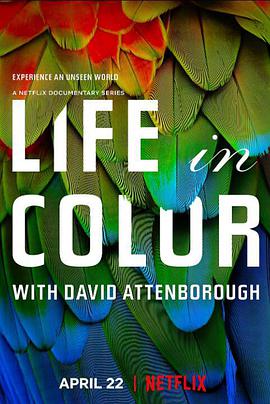 EXPERIENCE AN UNSEEN WORLD
A NETFLIX DOCUMENTARY SERIES
LIFE in
COLOR
WITH DAVID ATTENBOROUGH
APRIL 22 | NETFLIX